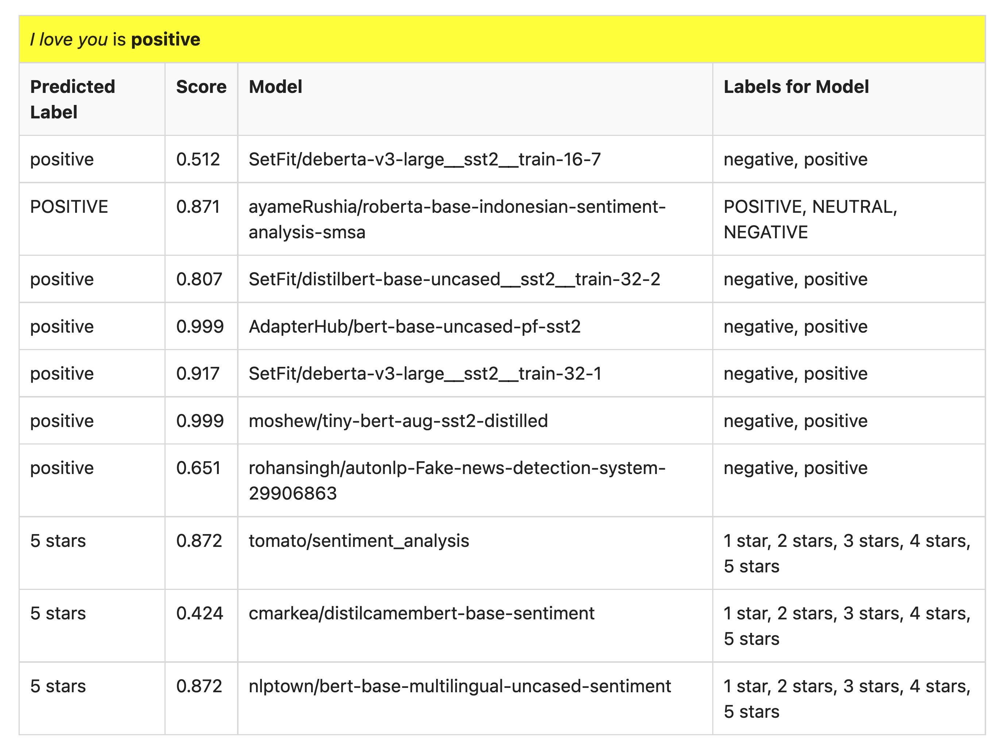 I love you is positive
Predicted Label Score Model Labels for Model
positive 0.512 SetFit/deberta-v3-large__sst2__train-16-7 negative, positive
POSITIVE 0.871 ayameRushia/roberta-base-indonesian-sentiment-analysis-smsa POSITIVE, NEUTRAL, NEGATIVE
positive 0.807 SetFit/distilbert-base-uncased__sst2__train-32-2 negative, positive
positive 0.999 AdapterHub/bert-base-uncased-pf-sst2 negative, positive
positive 0.917 SetFit/deberta-v3-large__sst2__train-32-1 negative, positive
positive 0.999 moshew/tiny-bert-aug-sst2-distilled negative, positive
positive 0.651 rohansingh/autonlp-Fake-news-detection-system-29906863 negative, positive
5 stars 0.872 tomato/sentiment_analysis 1 star, 2 stars, 3 stars, 4 stars, 5 stars
5 stars 0.424 cmarkea/distilcamembert-base-sentiment 1 star, 2 stars, 3 stars, 4 stars, 5 stars
5 stars 0.872 nlptown/bert-base-multilingual-uncased-sentiment 1 star, 2 stars, 3 stars, 4 stars, 5 stars